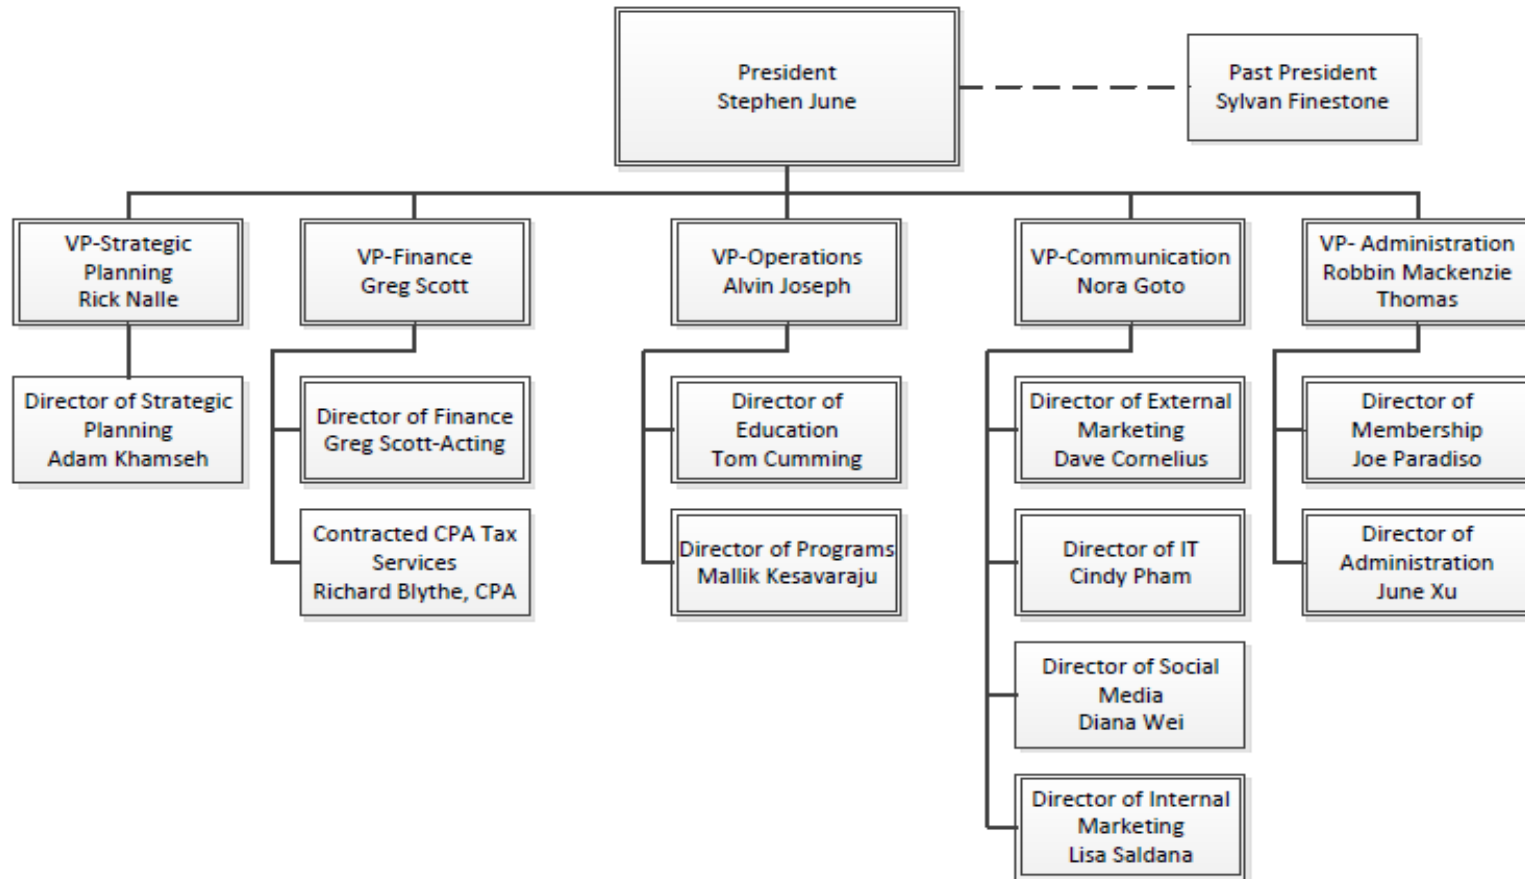 President
Stephen June
Past President
Sylvan Finestone
VP-Strategic
Planning
Rick Nalle
VP-Finance
Greg Scott
VP-Operations
Alvin Joseph
VP-Communication
Nora Goto
VP- Administration
Robbin Mackenzie
Thomas
Director of Strategic
Planning
Adam Khamseh
Director of Finance
Greg Scott-Acting
Director of
Education
Tom Cumming
Director of External
Marketing
Dave Cornelius
Director of
Membership
Joe Paradiso
Contracted CPA Tax
Services
Richard Blythe, CPA
Director of Programs
Mallik Kesavaraju
Director of IT
Cindy Pham
Director of
Administration
June Xu
Director of Social
Media
Diana Wei
Director of Internal
Marketing
Lisa Saldana